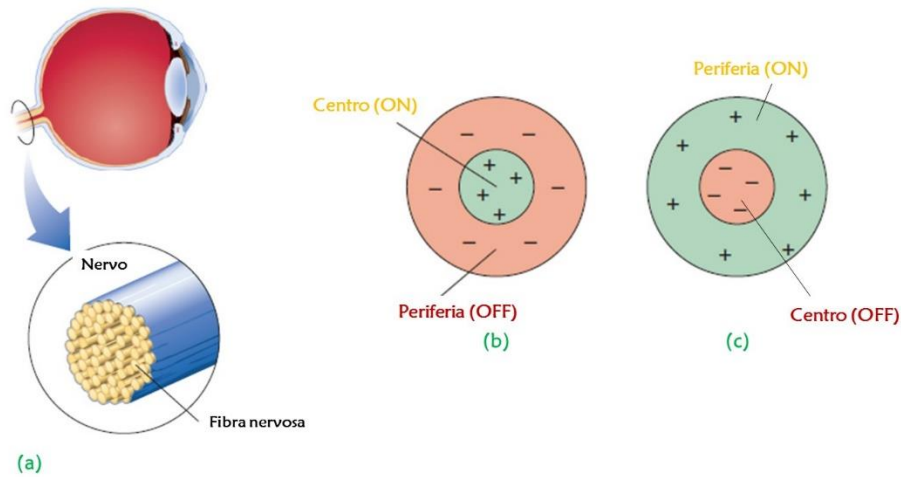 Periferia (ON)
Centro (ON)
Nervo
Periferia (OFF)
Centro (OFF)
(b)
(c)
Fibra nervosa
(a)